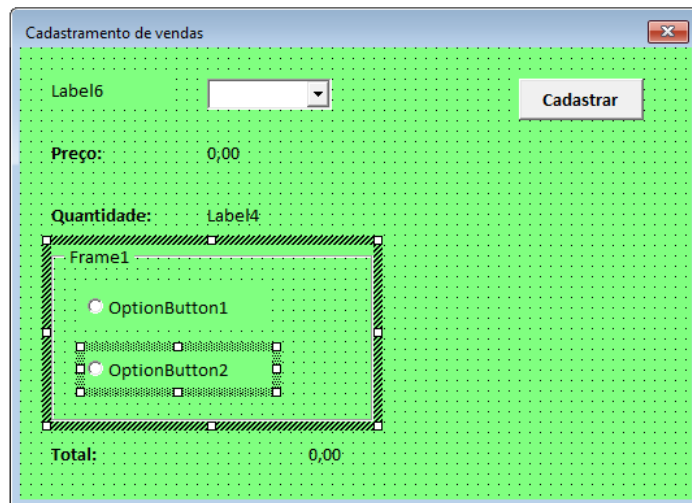 Cadastramento de vendas
Label6
Cadastrar
Preço: 0,00
Quantidade: Label4
Frame1
OptionButton1
OptionButton2
Total: 0,00